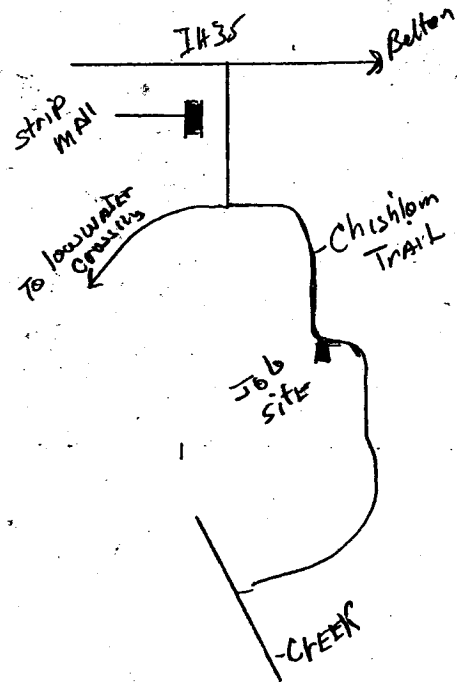 IH35
Belton
Strip
MAll
To lowwater
Crossing
Chishlom
TrAiL
Job
SitE
-CrEEK